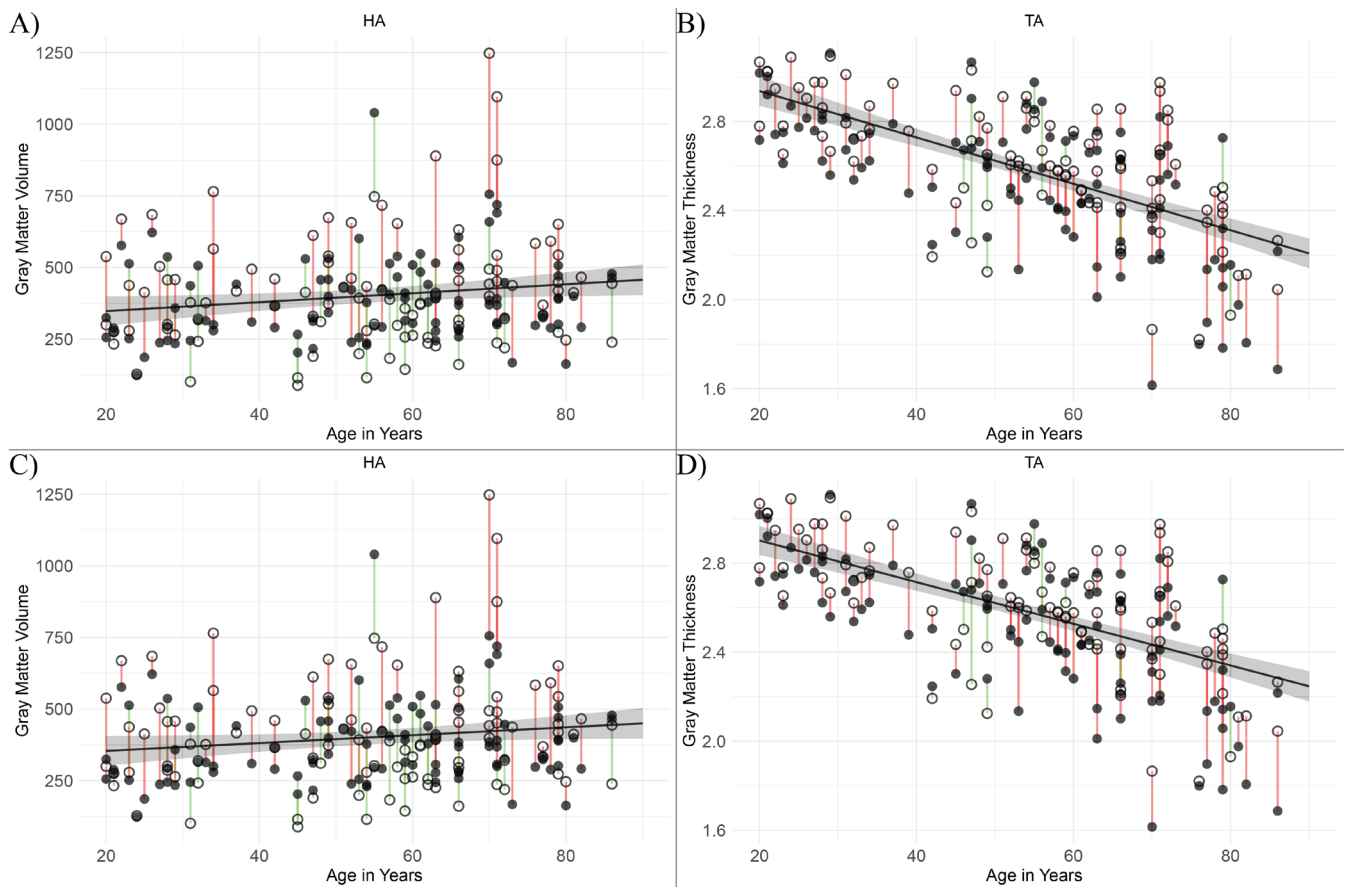 A)
HA
Gray Matter Volume
1250
1000
750
500
250
20 40 60 80
Age in Years
B)
TA
Gray Matter Thickness
2.8
2.4
2.0
1.6
20 40 60 80
Age in Years
C)
HA
Gray Matter Volume
1250
1000
750
500
250
20 40 60 80
Age in Years
D)
TA
Gray Matter Thickness
2.8
2.4
2.0
1.6
20 40 60 80
Age in Years